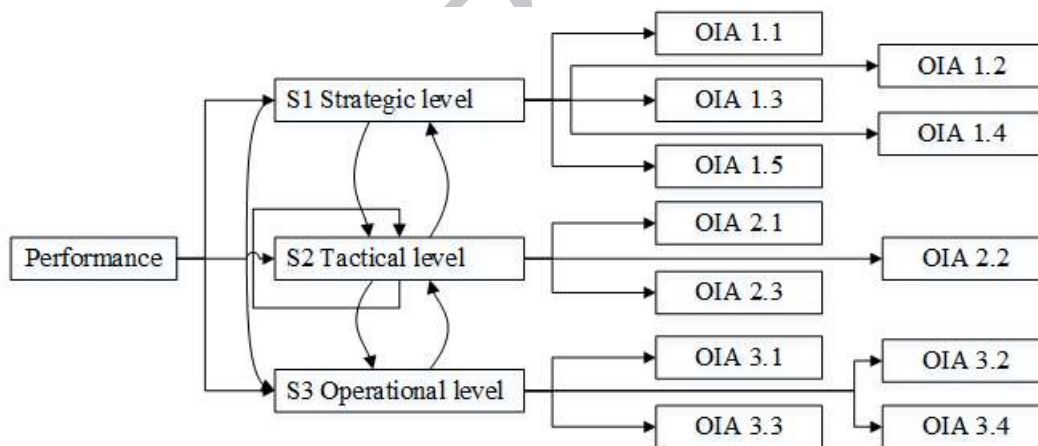 OIA 1.1
OIA 1.2
S1 Strategic level
OIA 1.3
OIA 1.4
OIA 1.5
OIA 2.1
Performance
S2 Tactical level
OIA 2.2
OIA 2.3
OIA 3.1
OIA 3.2
S3 Operational level
OIA 3.3
OIA 3.4